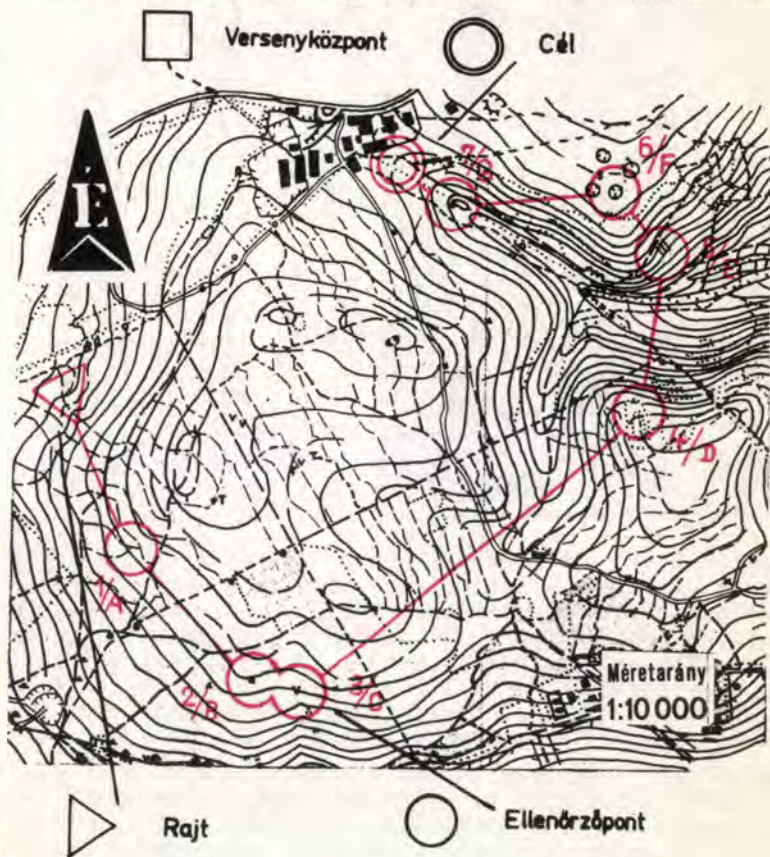 Versenyközpont
Cél
É
7/G
6/F
5/E
4/D
1/A
2/B
3/C
Méretarány
1:10 000
Rajt
Ellenőrzőpont